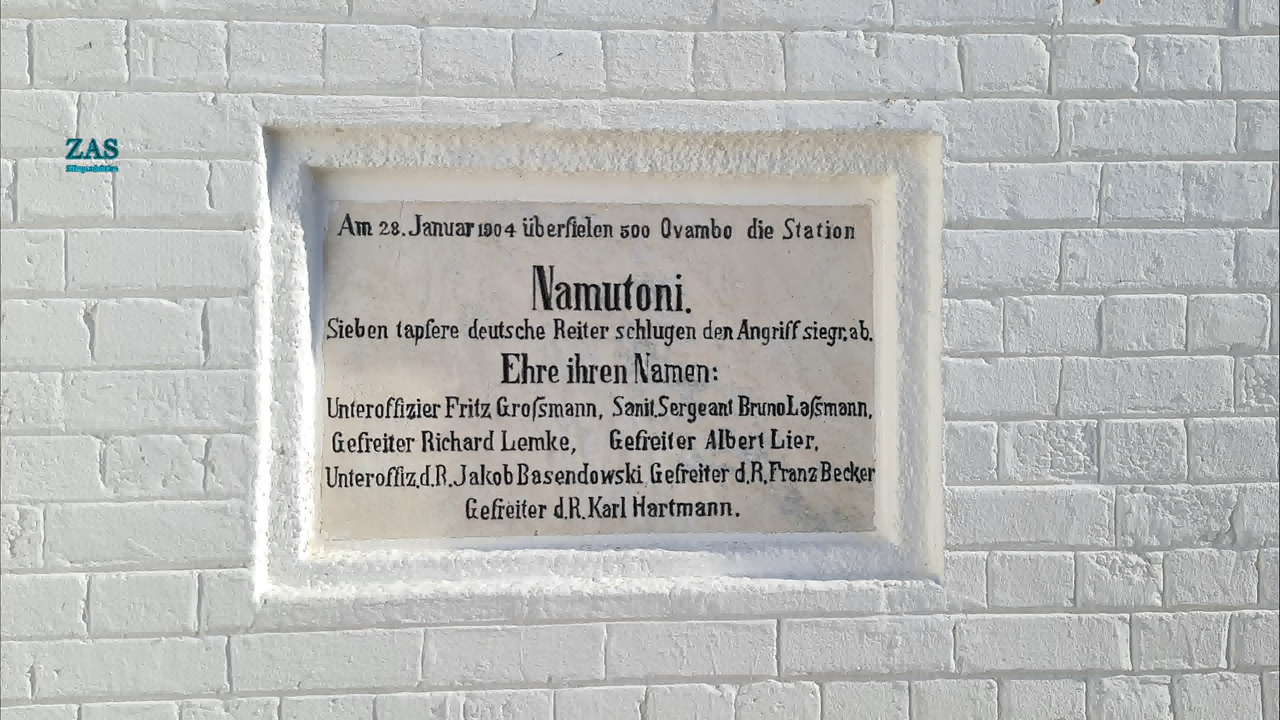 ZAS
Am 28. Januar 1904 überfielen 500 Ovambo die Station
Namutoni.
Sieben tapfere deutsche Reiter schlugen den Angriff siegr. ab.
Ehre ihren Namen:
Unteroffizier Fritz Groſsmann, Sanit. Sergeant Bruno Laſsmann,
Gefreiter Richard Lemke, Gefreiter Albert Lier,
Unteroffiz. d. R. Jakob Basendowski, Gefreiter d. R. Franz Becker
Gefreiter d. R. Karl Hartmann.